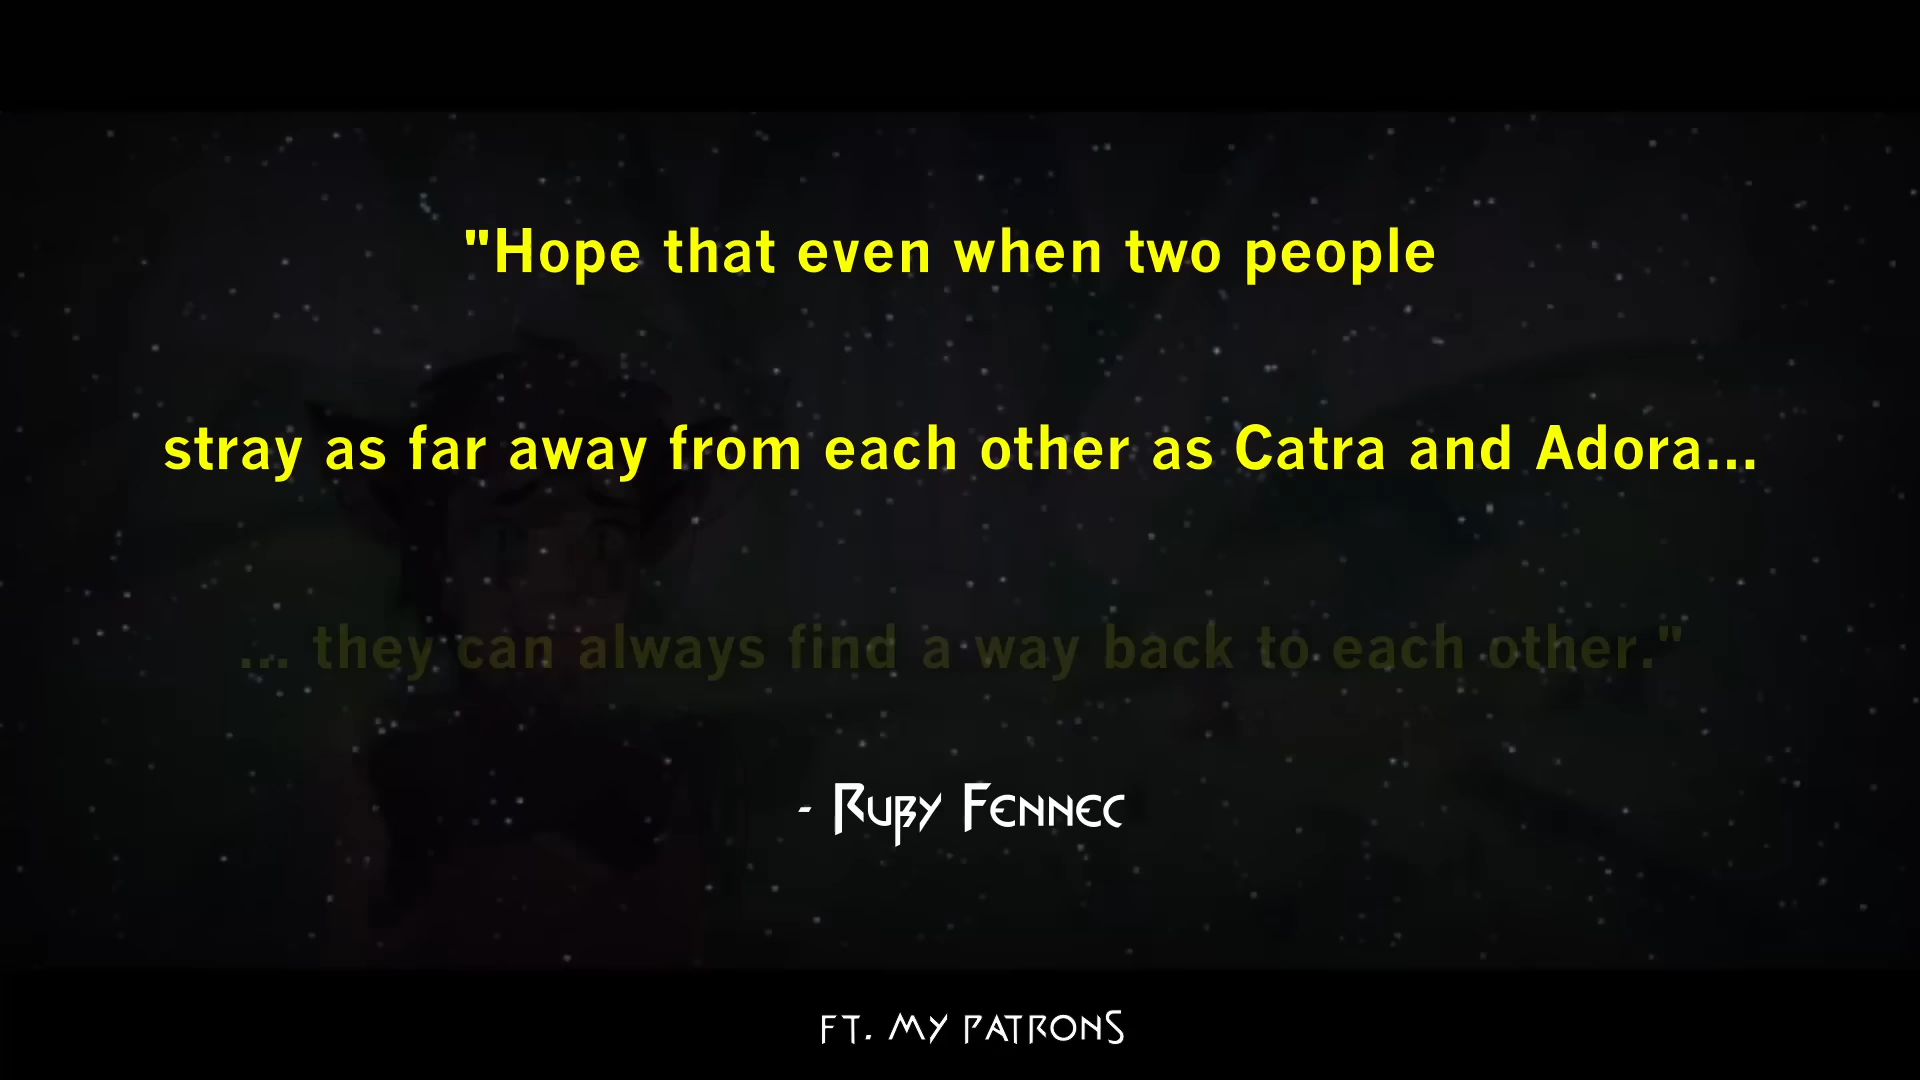 "Hope that even when two people
stray as far away from each other as Catra and Adora...
... they can always find a way back to each other."
- Ruby Fennec
FT. MY PATRONS